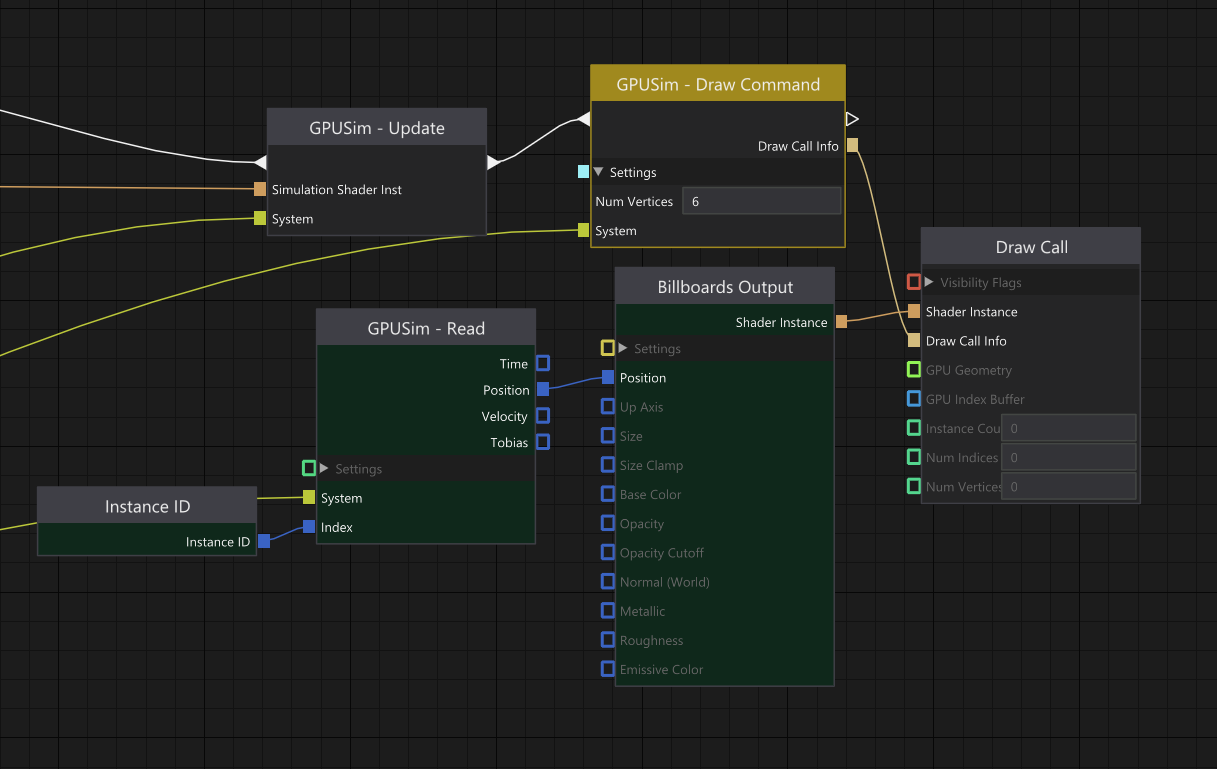 GPUSim - Update
Simulation Shader Inst
System
GPUSim - Draw Command
Draw Call Info
Settings
Num Vertices 6
System
Draw Call
Visibility Flags
Shader Instance
Draw Call Info
GPU Geometry
GPU Index Buffer
Instance Cou 0
Num Indices 0
Num Vertices 0
GPUSim - Read
Time
Position
Velocity
Tobias
Settings
System
Index
Instance ID
Instance ID
Billboards Output
Shader Instance
Settings
Position
Up Axis
Size
Size Clamp
Base Color
Opacity
Opacity Cutoff
Normal (World)
Metallic
Roughness
Emissive Color